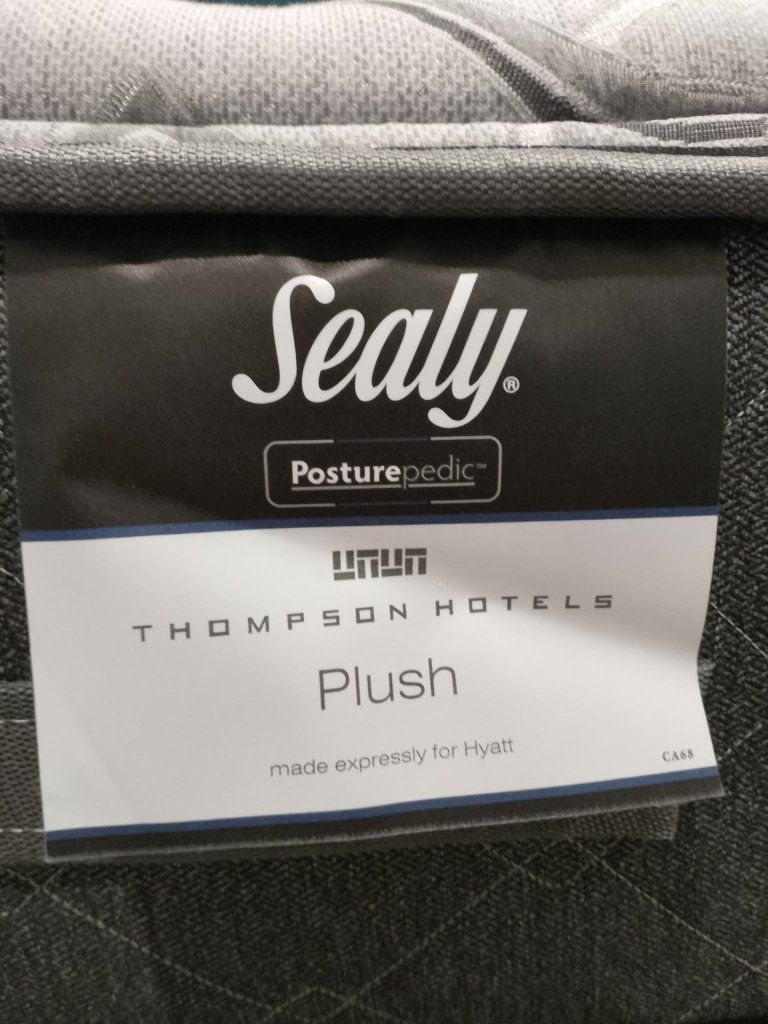 Sealy®
Posturepedic™
THOMPSON HOTELS
Plush
made expressly for Hyatt
CA68